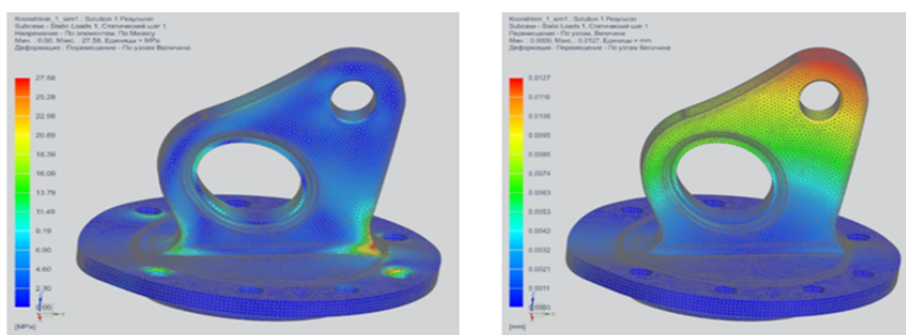 Kronshtein_1_sim1 : Solution 1 Результат
Subcase - Static Loads 1, Статический шаг 1
Напряжение - По элементам, По Мизесу
Мин. : 0.00, Макс. : 27.58, Единицы = MPa
Деформация : Перемещение - По узлам Величина
27.58
25.28
22.98
20.69
18.39
16.09
13.79
11.49
9.19
6.90
4.60
2.30
0.00
[MPa]
Kronshtein_1_sim1 : Solution 1 Результат
Subcase - Static Loads 1, Статический шаг 1
Перемещение - По узлам, Величина
Мин. : 0.0000, Макс. : 0.0127, Единицы = mm
Деформация : Перемещение - По узлам Величина
0.0127
0.0116
0.0106
0.0095
0.0085
0.0074
0.0063
0.0053
0.0042
0.0032
0.0021
0.0011
0.0000
[mm]